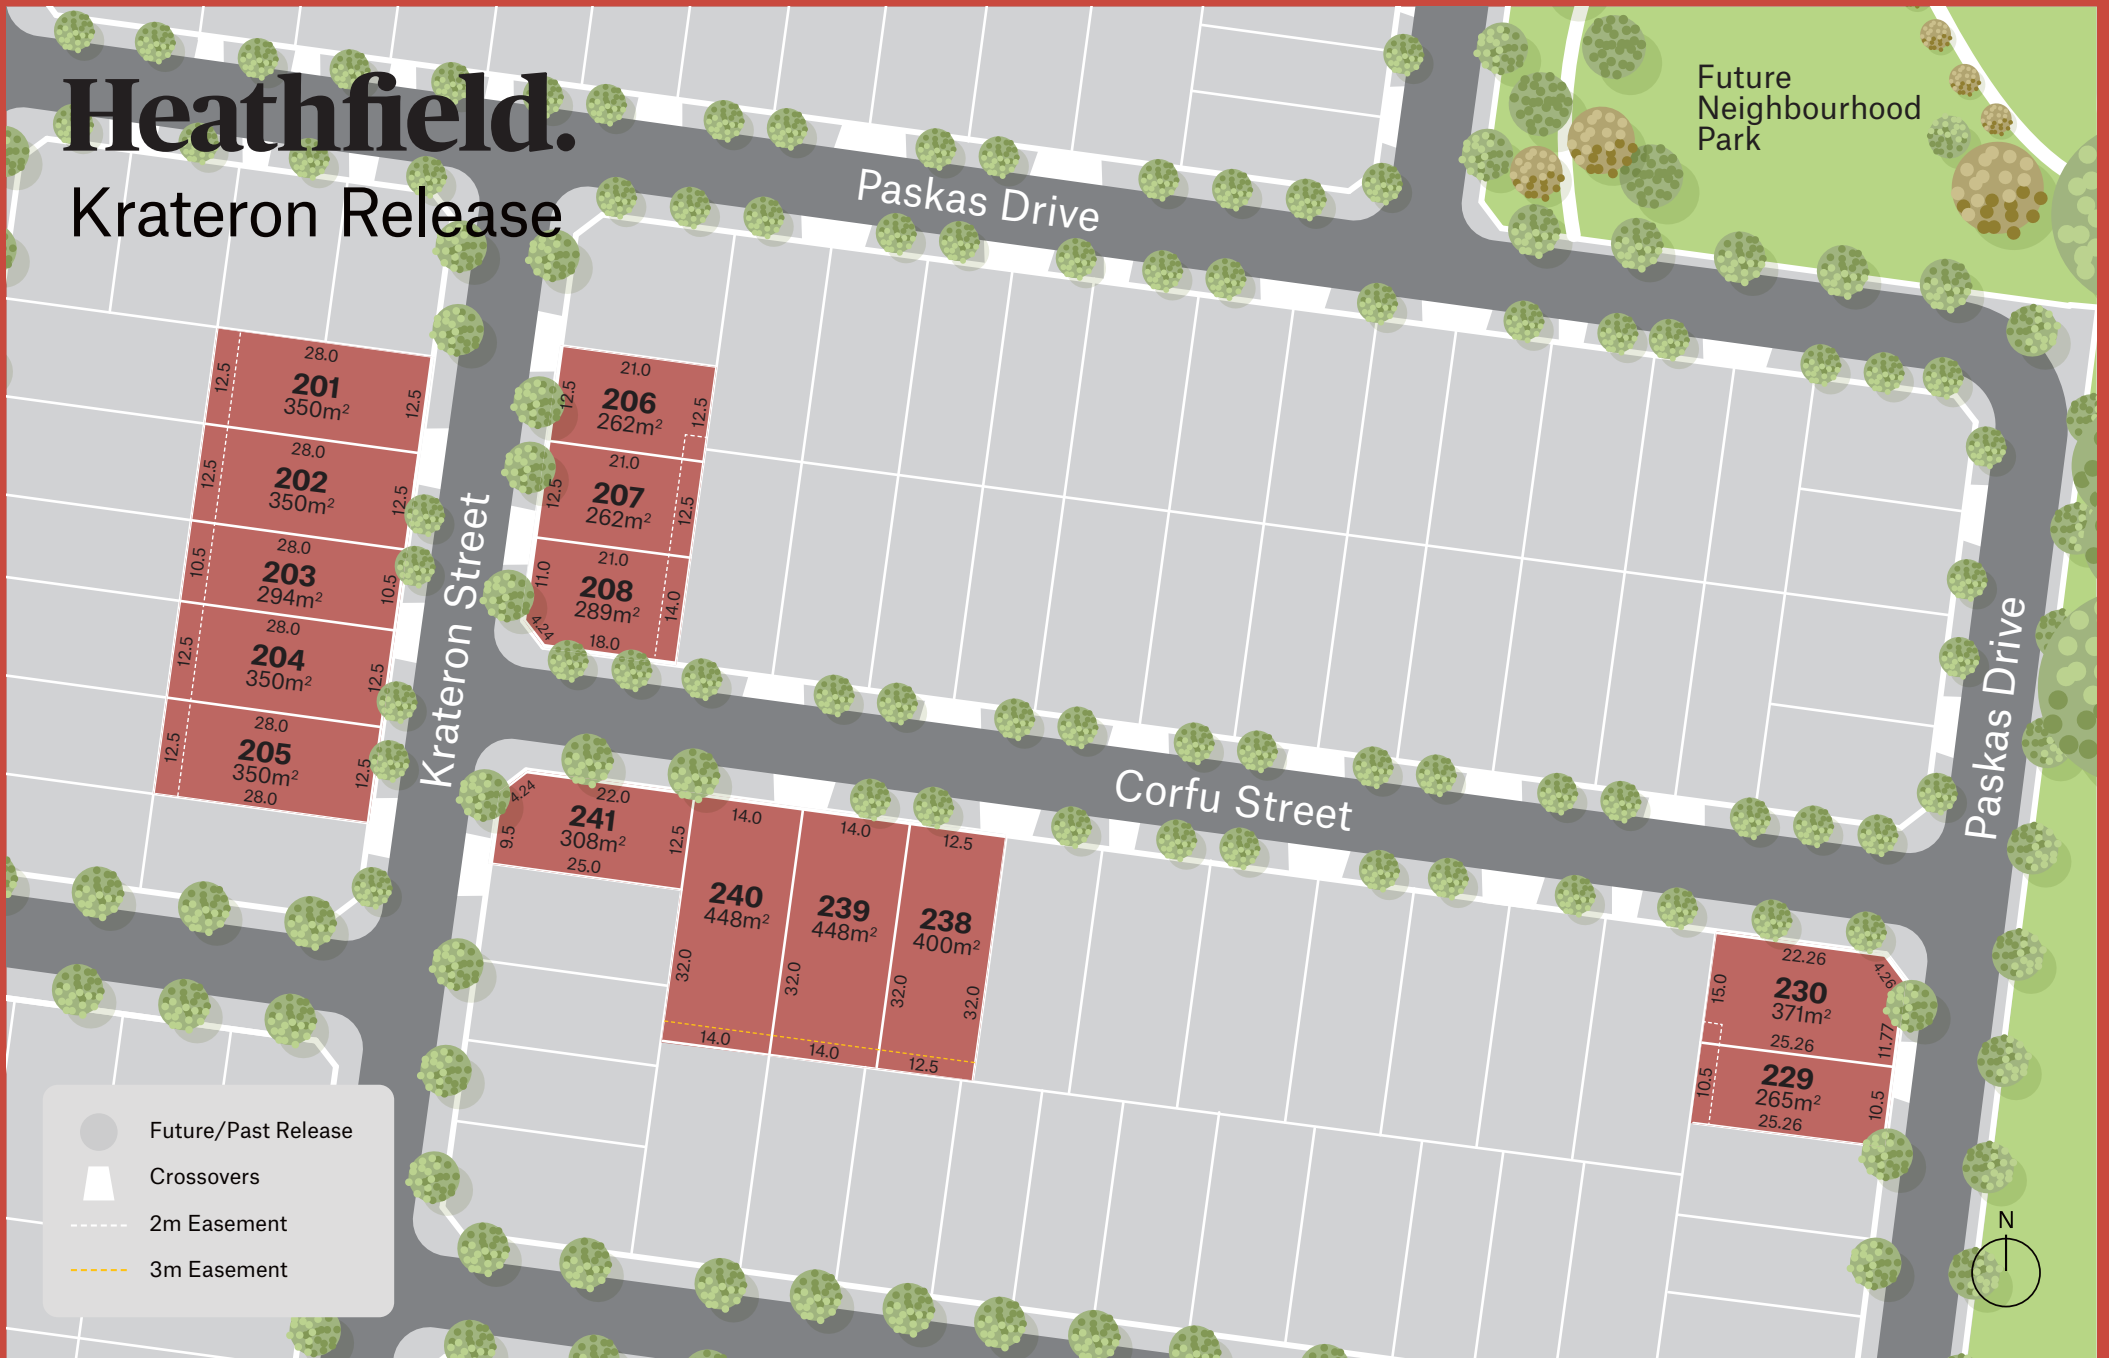 Heathfield.
Krateron Release
Future
Neighbourhood
Park
Paskas Drive
Krateron Street
Corfu Street
Paskas Drive
28.0
12.5
201
350m²
12.5
28.0
12.5
202
350m²
12.5
28.0
10.5
203
294m²
10.5
28.0
12.5
204
350m²
12.5
28.0
12.5
205
350m²
12.5
28.0
21.0
12.5
206
262m²
12.5
21.0
12.5
207
262m²
12.5
21.0
11.0
208
289m²
14.0
4.24
18.0
4.24
22.0
9.5
241
308m²
12.5
25.0
14.0
240
448m²
32.0
14.0
14.0
239
448m²
32.0
14.0
12.5
238
400m²
32.0
32.0
12.5
22.26
4.26
15.0
230
371m²
11.77
25.26
10.5
229
265m²
10.5
25.26
Future/Past Release
Crossovers
2m Easement
3m Easement
N